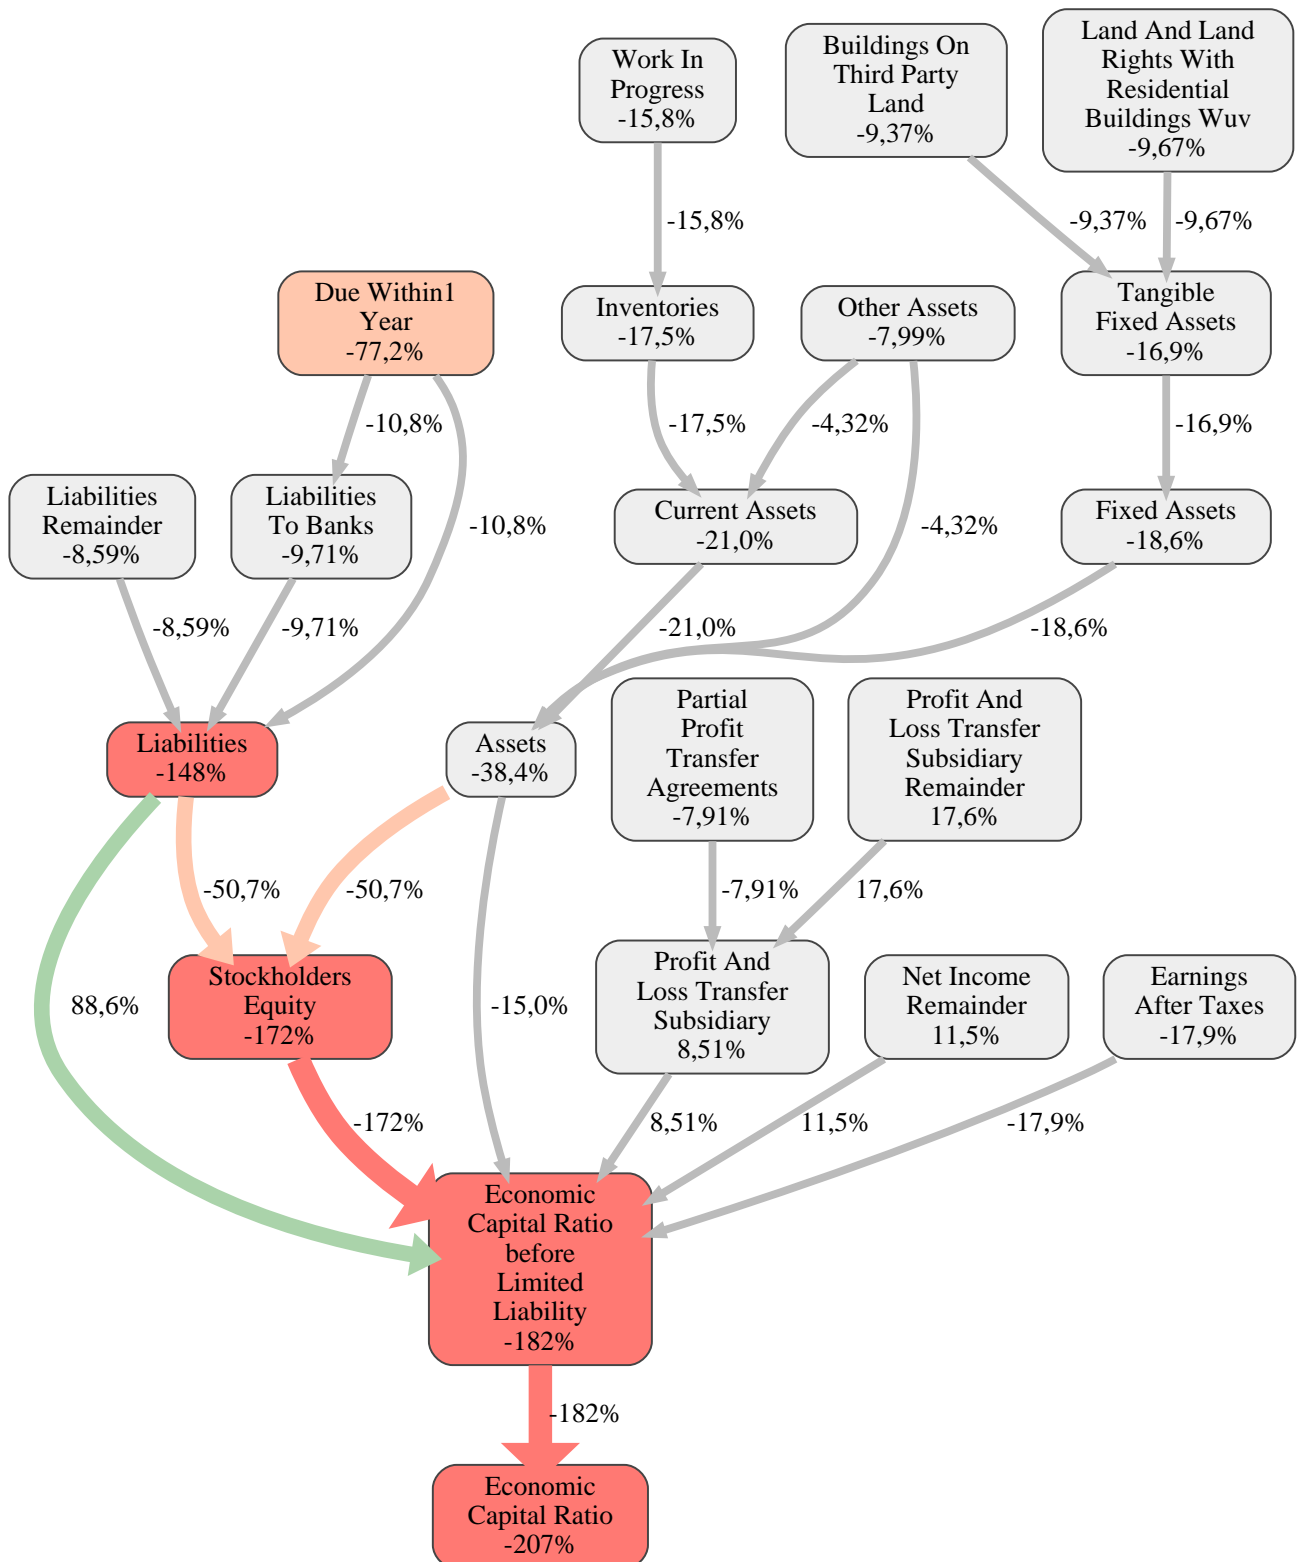 Work In
Progress
-15,8%
Buildings On
Third Party
Land
-9,37%
Land And Land
Rights With
Residential
Buildings Wuv
-9,67%
-15,8%
-9,37%
-9,67%
Due Within1
Year
-77,2%
Inventories
-17,5%
Other Assets
-7,99%
Tangible
Fixed Assets
-16,9%
-10,8%
-17,5%
-4,32%
-16,9%
Liabilities
Remainder
-8,59%
Liabilities
To Banks
-9,71%
-10,8%
Current Assets
-21,0%
-4,32%
Fixed Assets
-18,6%
-8,59%
-9,71%
-21,0%
-18,6%
Liabilities
-148%
Assets
-38,4%
Partial
Profit
Transfer
Agreements
-7,91%
Profit And
Loss Transfer
Subsidiary
Remainder
17,6%
-50,7%
-50,7%
-7,91%
17,6%
88,6%
Stockholders
Equity
-172%
-15,0%
Profit And
Loss Transfer
Subsidiary
8,51%
Net Income
Remainder
11,5%
Earnings
After Taxes
-17,9%
-172%
8,51%
11,5%
-17,9%
Economic
Capital Ratio
before
Limited
Liability
-182%
-182%
Economic
Capital Ratio
-207%